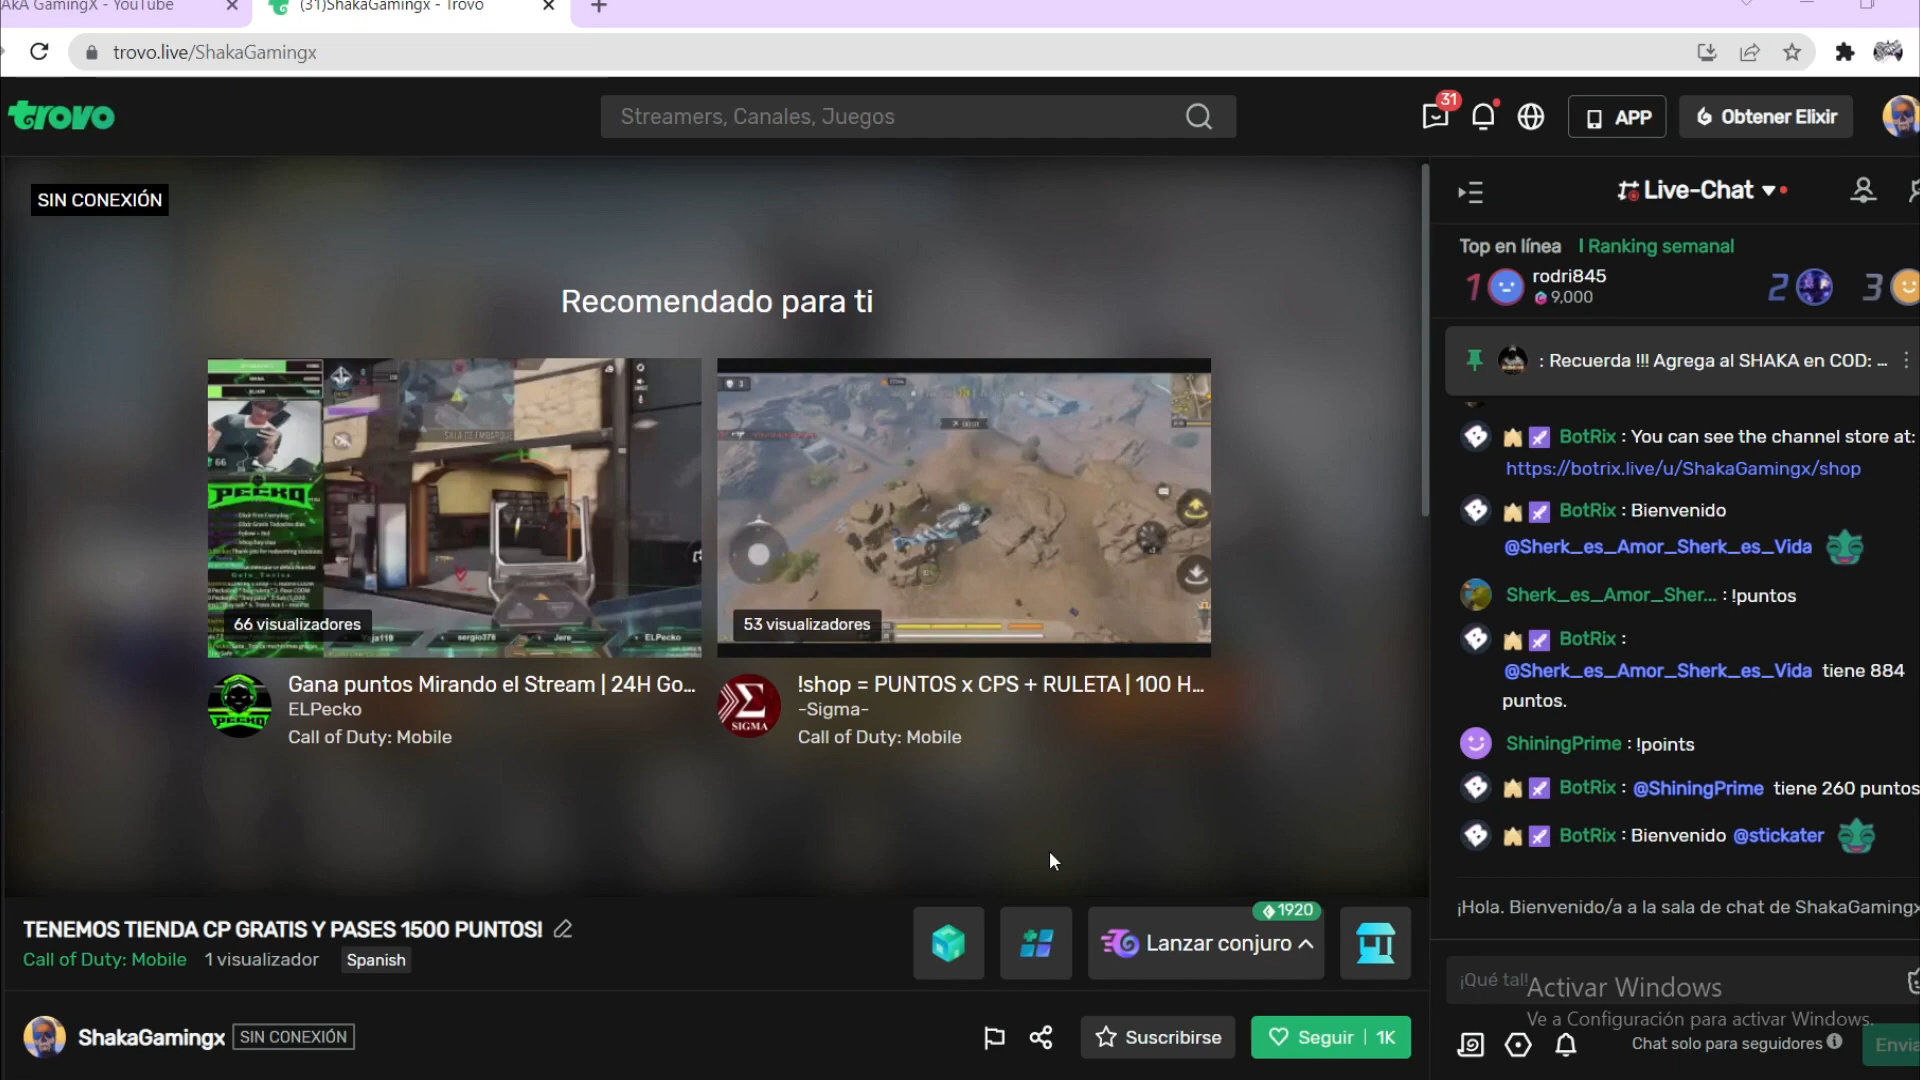 AkA GamingX - YouTube
(31)ShakaGamingx - Trovo
trovo.live/ShakaGamingx
trovo
Streamers, Canales, Juegos
31
APP
Obtener Elixir
SIN CONEXIÓN
Recomendado para ti
66 visualizadores
53 visualizadores
PECKO
SIGMA
sergio378
Jere__
ELPecko
Gana puntos Mirando el Stream | 24H Go...
ELPecko
Call of Duty: Mobile
!shop = PUNTOS x CPS + RULETA | 100 H...
-Sigma-
Call of Duty: Mobile
TENEMOS TIENDA CP GRATIS Y PASES 1500 PUNTOS!
Call of Duty: Mobile 1 visualizador Spanish
1920
Lanzar conjuro
ShakaGamingx SIN CONEXIÓN
Suscribirse
Seguir | 1K
Live-Chat
Top en línea | Ranking semanal
1 rodri845
9,000
2
3
: Recuerda !!! Agrega al SHAKA en COD: ...
BotRix : You can see the channel store at:
https://botrix.live/u/ShakaGamingx/shop
BotRix : Bienvenido
@Sherk_es_Amor_Sherk_es_Vida
Sherk_es_Amor_Sher... : !puntos
BotRix :
@Sherk_es_Amor_Sherk_es_Vida tiene 884
puntos.
ShiningPrime : !points
BotRix : @ShiningPrime tiene 260 puntos
BotRix : Bienvenido @stickater
¡Hola. Bienvenido/a a la sala de chat de ShakaGamingx
¡Qué tal!
Activar Windows
Ve a Configuración para activar Windows.
Chat solo para seguidores
Envia